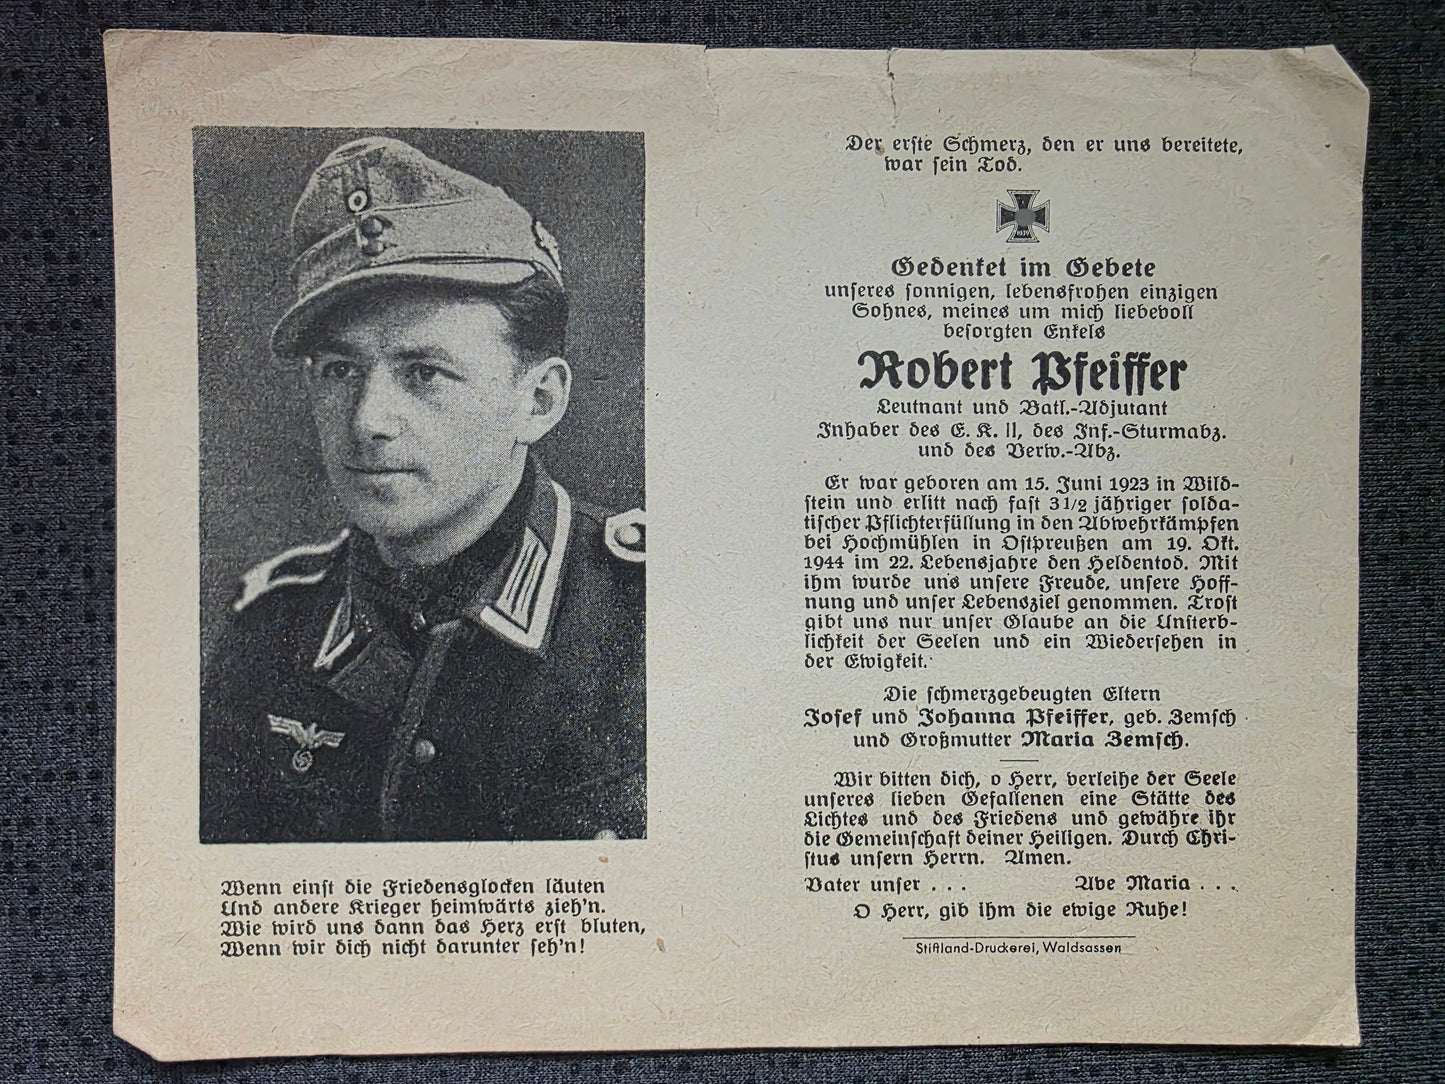 Wenn einst die Friedensglocken läuten
Und andere Krieger heimwärts zieh'n.
Wie wird uns dann das Herz erst bluten,
Wenn wir dich nicht darunter seh'n!
Der erste Schmerz, den er uns bereitete,
war sein Tod.
1939
Gedenket im Gebete
unseres sonnigen, lebensfrohen einzigen
Sohnes, meines um mich liebevoll
besorgten Enkels
Robert Pfeiffer
Leutnant und Batl.-Adjutant
Inhaber des E. K. II, des Inf.-Sturmabz.
und des Verw.-Abz.
Er war geboren am 15. Juni 1923 in Wild-
stein und erlitt nach fast 3 1/2 jähriger solda-
tischer Pflichterfüllung in den Abwehrkämpfen
bei Hochmühlen in Ostpreußen am 19. Okt.
1944 im 22. Lebensjahre den Heldentod. Mit
ihm wurde uns unsere Freude, unsere Hoff-
nung und unser Lebensziel genommen. Trost
gibt uns nur unser Glaube an die Unsterb-
lichkeit der Seelen und ein Wiedersehen in
der Ewigkeit.
Die schmerzgebeugten Eltern
Josef und Johanna Pfeiffer, geb. Zemsch
und Großmutter Maria Zemsch.
Wir bitten dich, o Herr, verleihe der Seele
unseres lieben Gefallenen eine Stätte des
Lichtes und des Friedens und gewähre ihr
die Gemeinschaft deiner Heiligen. Durch Chri-
stus unsern Herrn. Amen.
Vater unser . . . Ave Maria . . .
O Herr, gib ihm die ewige Ruhe!
Stiftland-Druckerei, Waldsassen